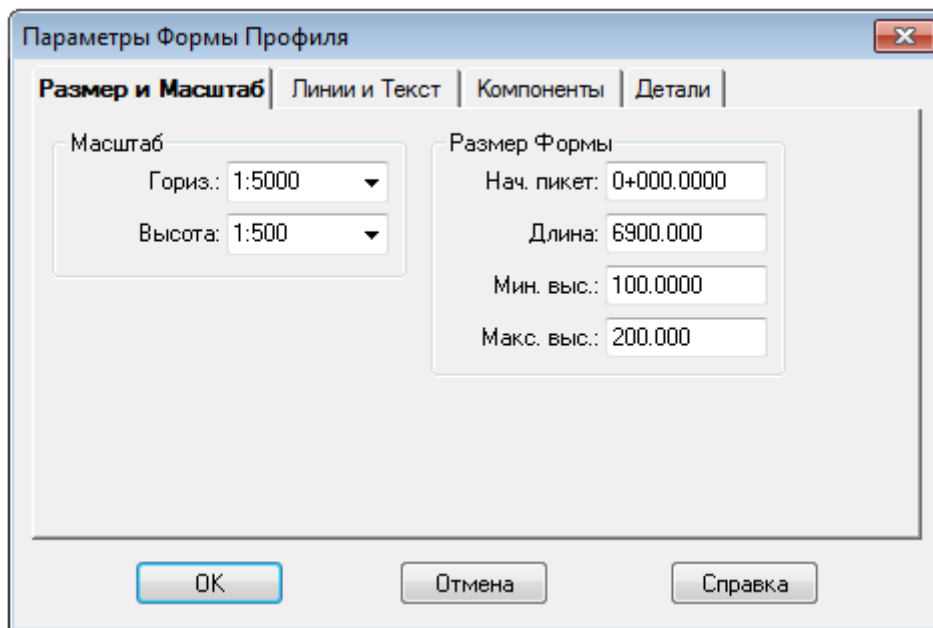 Параметры Формы Профиля
Размер и Масштаб Линии и Текст Компоненты Детали
Масштаб
Гориз.: 1:5000
Высота: 1:500
Размер Формы
Нач. пикет: 0+000.0000
Длина: 6900.000
Мин. выс.: 100.0000
Макс. выс.: 200.000
OK Отмена Справка